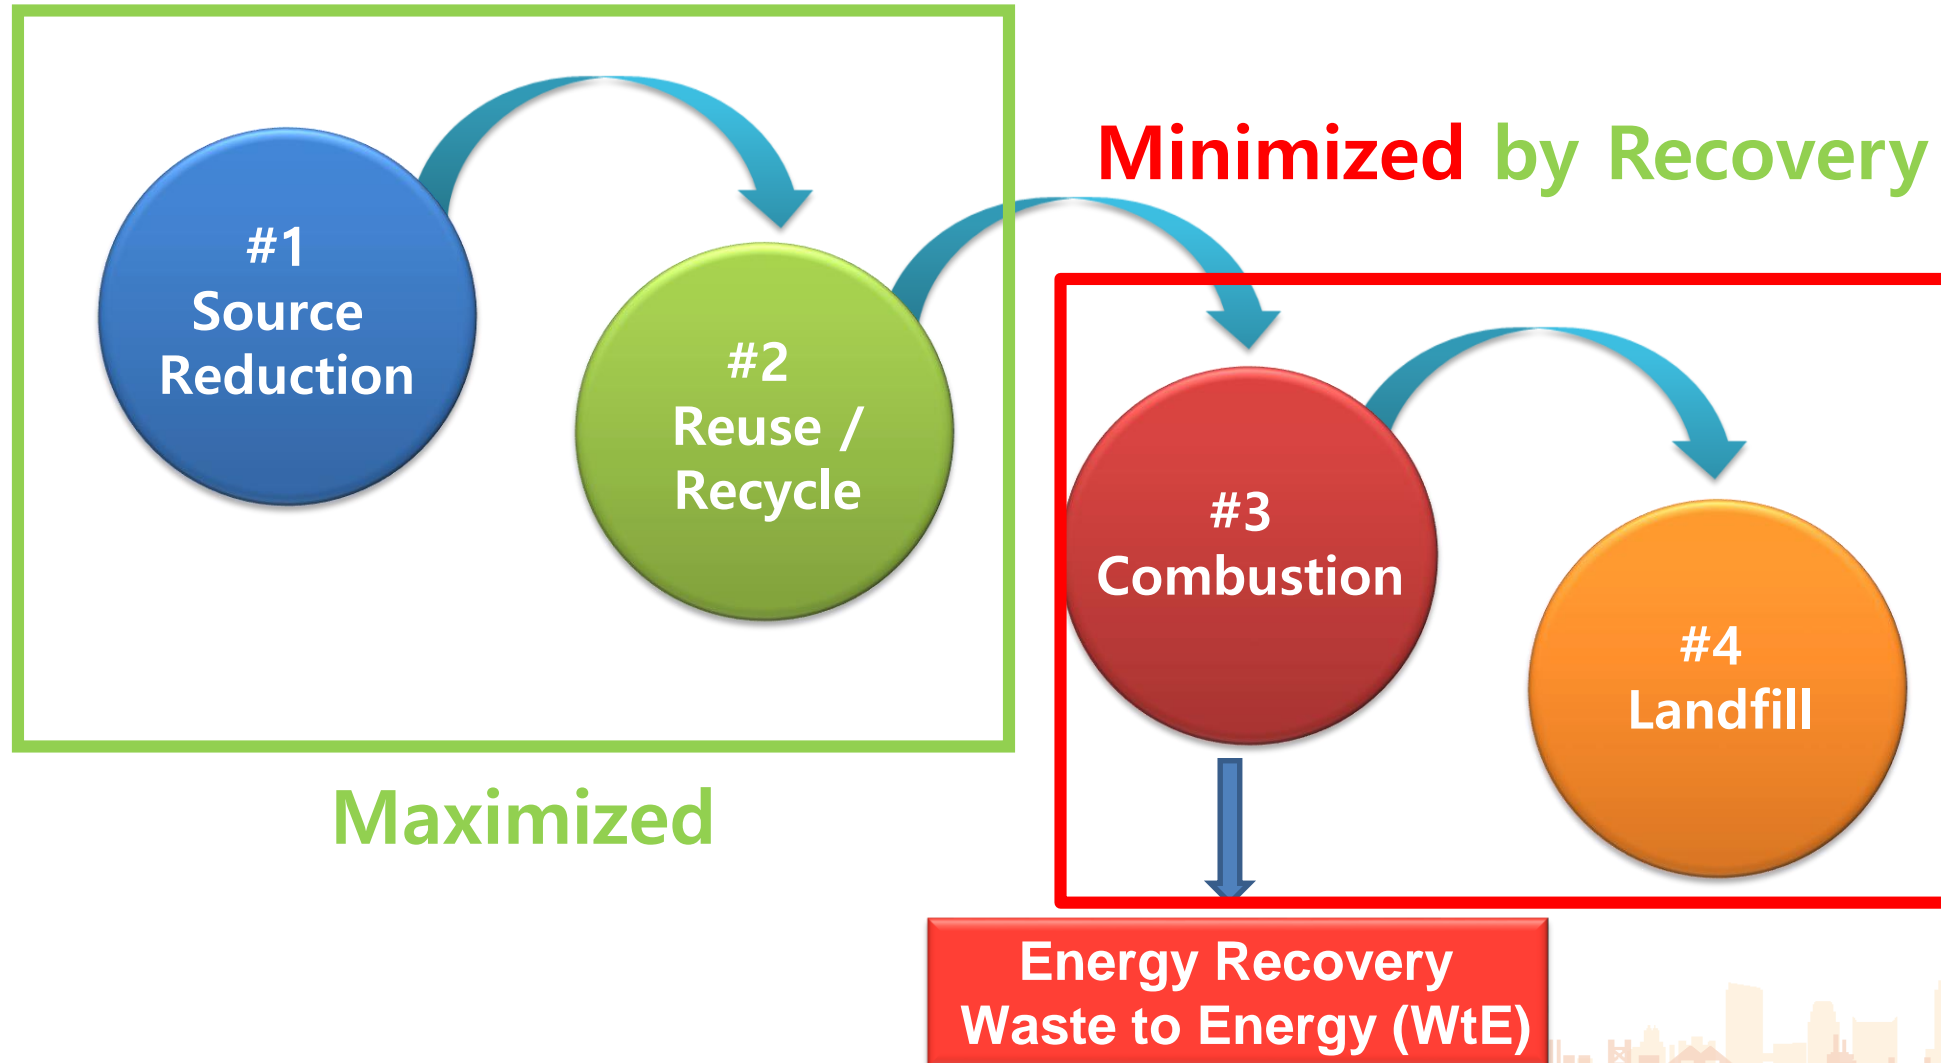 Minimized by Recovery
#1
Source
Reduction
#2
Reuse /
Recycle
#3
Combustion
#4
Landfill
Maximized
Energy Recovery
Waste to Energy (WtE)